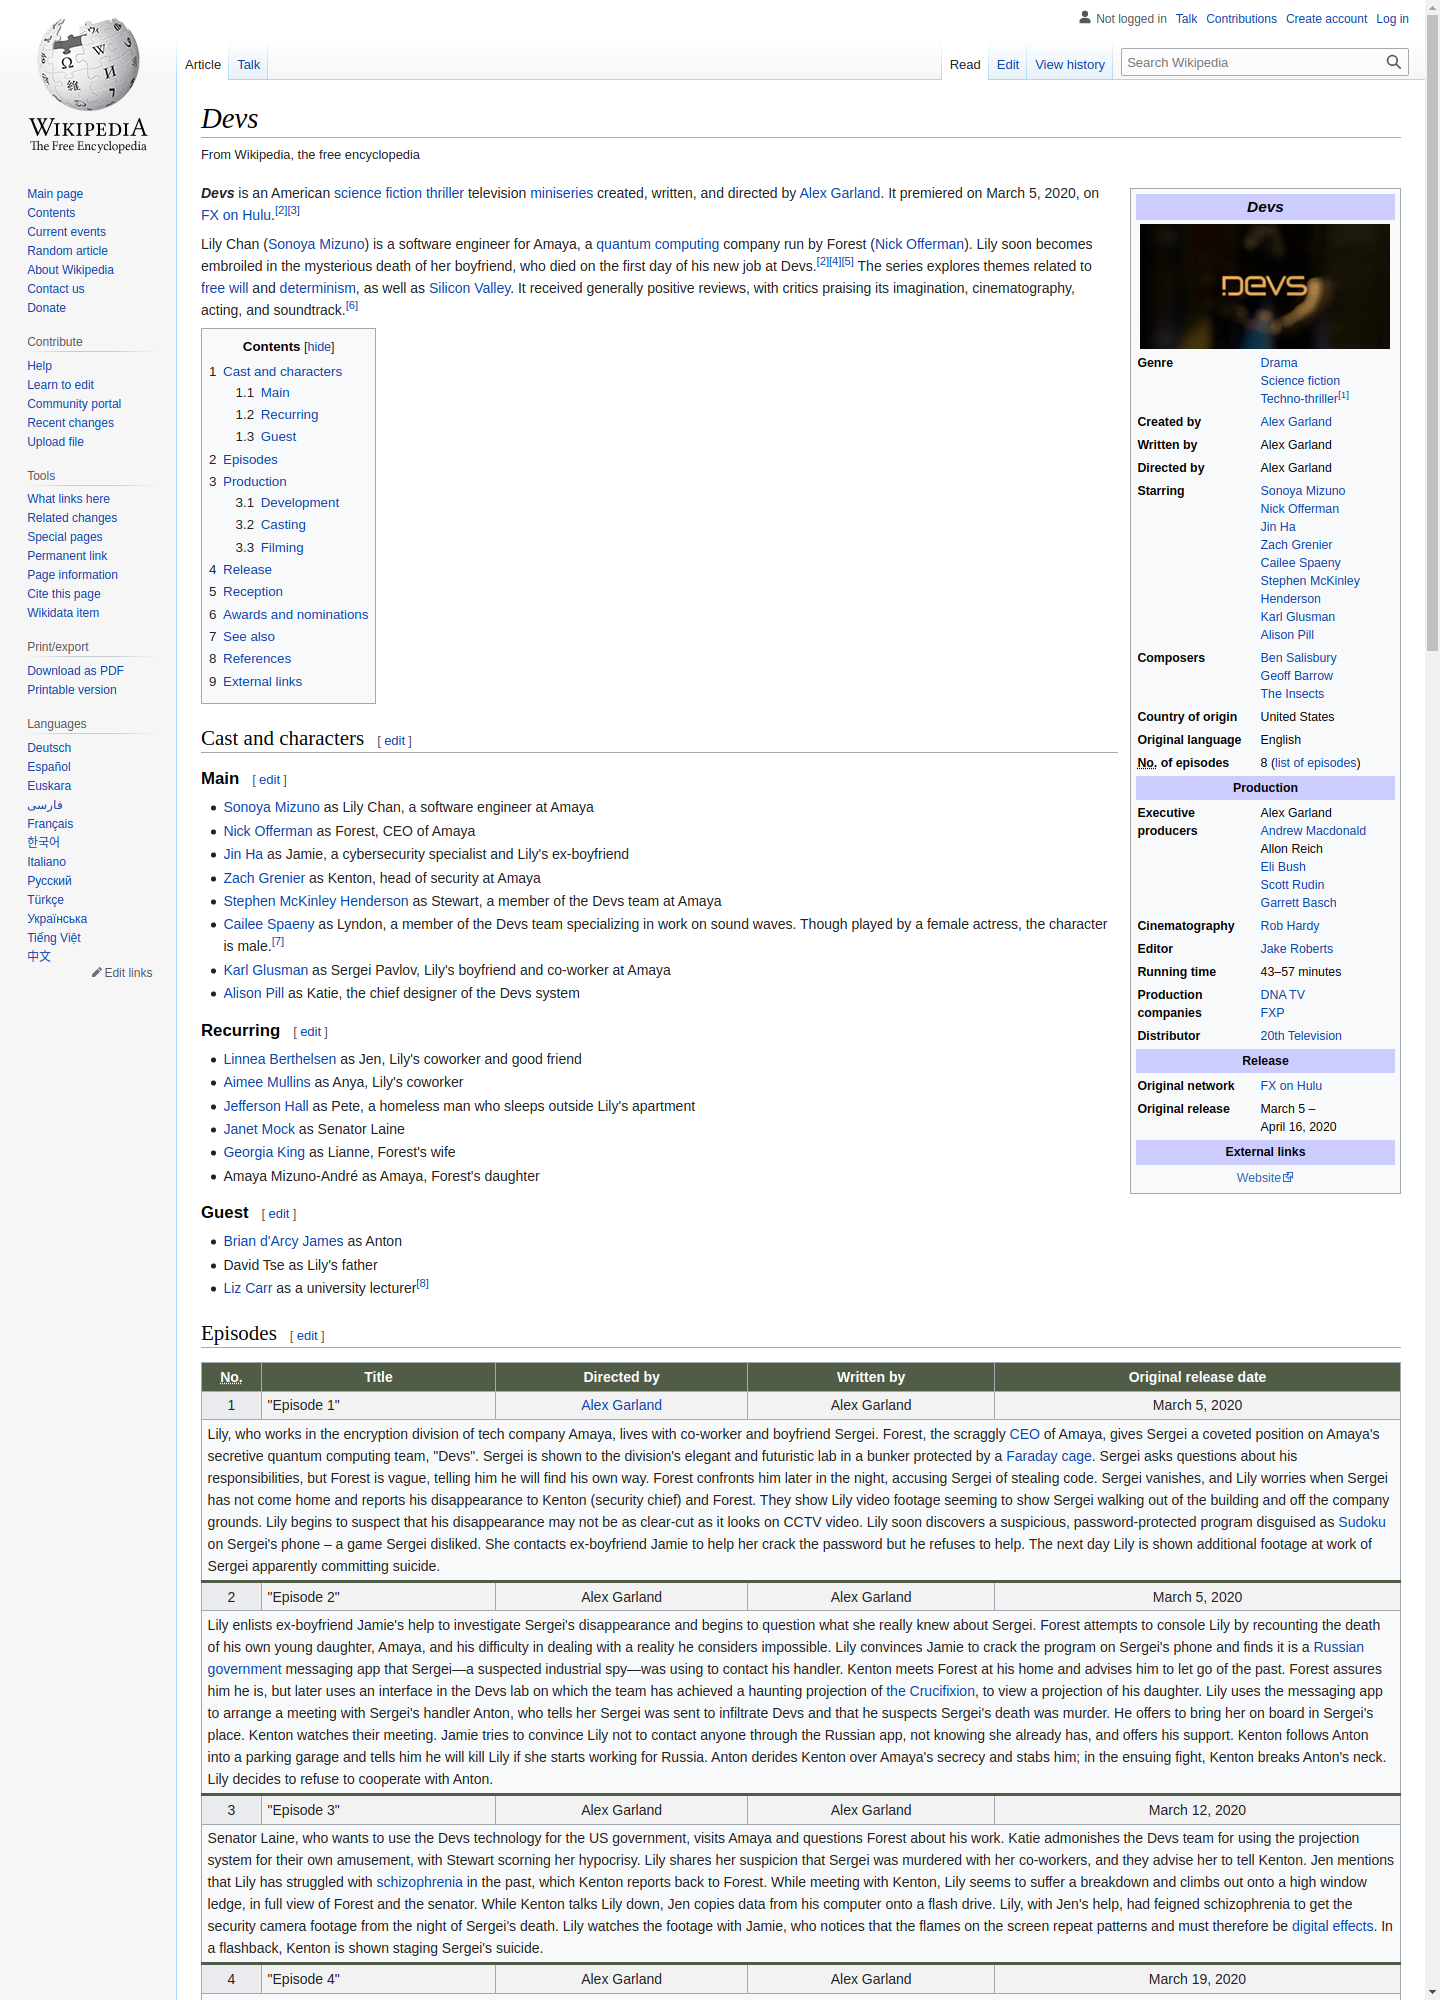 Not logged in Talk Contributions Create account Log in
Article Talk Read Edit View history Search Wikipedia
WIKIPEDIA
The Free Encyclopedia
Main page
Contents
Current events
Random article
About Wikipedia
Contact us
Donate
Contribute
Help
Learn to edit
Community portal
Recent changes
Upload file
Tools
What links here
Related changes
Special pages
Permanent link
Page information
Cite this page
Wikidata item
Print/export
Download as PDF
Printable version
Languages
Deutsch
Español
Euskara
فارسی
Français
한국어
Italiano
Русский
Türkçe
Українська
Tiếng Việt
中文
Edit links
Devs
From Wikipedia, the free encyclopedia
Devs is an American science fiction thriller television miniseries created, written, and directed by Alex Garland. It premiered on March 5, 2020, on
FX on Hulu.[2][3]
Lily Chan (Sonoya Mizuno) is a software engineer for Amaya, a quantum computing company run by Forest (Nick Offerman). Lily soon becomes
embroiled in the mysterious death of her boyfriend, who died on the first day of his new job at Devs.[2][4][5] The series explores themes related to
free will and determinism, as well as Silicon Valley. It received generally positive reviews, with critics praising its imagination, cinematography,
acting, and soundtrack.[6]
Contents [hide]
1 Cast and characters
1.1 Main
1.2 Recurring
1.3 Guest
2 Episodes
3 Production
3.1 Development
3.2 Casting
3.3 Filming
4 Release
5 Reception
6 Awards and nominations
7 See also
8 References
9 External links
Devs
DEVS
Genre Drama
Science fiction
Techno-thriller[1]
Created by Alex Garland
Written by Alex Garland
Directed by Alex Garland
Starring Sonoya Mizuno
Nick Offerman
Jin Ha
Zach Grenier
Cailee Spaeny
Stephen McKinley
Henderson
Karl Glusman
Alison Pill
Composers Ben Salisbury
Geoff Barrow
The Insects
Country of origin United States
Original language English
No. of episodes 8 (list of episodes)
Production
Executive Alex Garland
producers Andrew Macdonald
Allon Reich
Eli Bush
Scott Rudin
Garrett Basch
Cinematography Rob Hardy
Editor Jake Roberts
Running time 43–57 minutes
Production DNA TV
companies FXP
Distributor 20th Television
Release
Original network FX on Hulu
Original release March 5 –
April 16, 2020
External links
Website
Cast and characters [ edit ]
Main [ edit ]
Sonoya Mizuno as Lily Chan, a software engineer at Amaya
Nick Offerman as Forest, CEO of Amaya
Jin Ha as Jamie, a cybersecurity specialist and Lily's ex-boyfriend
Zach Grenier as Kenton, head of security at Amaya
Stephen McKinley Henderson as Stewart, a member of the Devs team at Amaya
Cailee Spaeny as Lyndon, a member of the Devs team specializing in work on sound waves. Though played by a female actress, the character
is male.[7]
Karl Glusman as Sergei Pavlov, Lily's boyfriend and co-worker at Amaya
Alison Pill as Katie, the chief designer of the Devs system
Recurring [ edit ]
Linnea Berthelsen as Jen, Lily's coworker and good friend
Aimee Mullins as Anya, Lily's coworker
Jefferson Hall as Pete, a homeless man who sleeps outside Lily's apartment
Janet Mock as Senator Laine
Georgia King as Lianne, Forest's wife
Amaya Mizuno-André as Amaya, Forest's daughter
Guest [ edit ]
Brian d'Arcy James as Anton
David Tse as Lily's father
Liz Carr as a university lecturer[8]
Episodes [ edit ]
No. Title Directed by Written by Original release date
1 "Episode 1" Alex Garland Alex Garland March 5, 2020
Lily, who works in the encryption division of tech company Amaya, lives with co-worker and boyfriend Sergei. Forest, the scraggly CEO of Amaya, gives Sergei a coveted position on Amaya's
secretive quantum computing team, "Devs". Sergei is shown to the division's elegant and futuristic lab in a bunker protected by a Faraday cage. Sergei asks questions about his
responsibilities, but Forest is vague, telling him he will find his own way. Forest confronts him later in the night, accusing Sergei of stealing code. Sergei vanishes, and Lily worries when Sergei
has not come home and reports his disappearance to Kenton (security chief) and Forest. They show Lily video footage seeming to show Sergei walking out of the building and off the company
grounds. Lily begins to suspect that his disappearance may not be as clear-cut as it looks on CCTV video. Lily soon discovers a suspicious, password-protected program disguised as Sudoku
on Sergei's phone – a game Sergei disliked. She contacts ex-boyfriend Jamie to help her crack the password but he refuses to help. The next day Lily is shown additional footage at work of
Sergei apparently committing suicide.
2 "Episode 2" Alex Garland Alex Garland March 5, 2020
Lily enlists ex-boyfriend Jamie's help to investigate Sergei's disappearance and begins to question what she really knew about Sergei. Forest attempts to console Lily by recounting the death
of his own young daughter, Amaya, and his difficulty in dealing with a reality he considers impossible. Lily convinces Jamie to crack the program on Sergei's phone and finds it is a Russian
government messaging app that Sergei—a suspected industrial spy—was using to contact his handler. Kenton meets Forest at his home and advises him to let go of the past. Forest assures
him he is, but later uses an interface in the Devs lab on which the team has achieved a haunting projection of the Crucifixion, to view a projection of his daughter. Lily uses the messaging app
to arrange a meeting with Sergei's handler Anton, who tells her Sergei was sent to infiltrate Devs and that he suspects Sergei's death was murder. He offers to bring her on board in Sergei's
place. Kenton watches their meeting. Jamie tries to convince Lily not to contact anyone through the Russian app, not knowing she already has, and offers his support. Kenton follows Anton
into a parking garage and tells him he will kill Lily if she starts working for Russia. Anton derides Kenton over Amaya's secrecy and stabs him; in the ensuing fight, Kenton breaks Anton's neck.
Lily decides to refuse to cooperate with Anton.
3 "Episode 3" Alex Garland Alex Garland March 12, 2020
Senator Laine, who wants to use the Devs technology for the US government, visits Amaya and questions Forest about his work. Katie admonishes the Devs team for using the projection
system for their own amusement, with Stewart scorning her hypocrisy. Lily shares her suspicion that Sergei was murdered with her co-workers, and they advise her to tell Kenton. Jen mentions
that Lily has struggled with schizophrenia in the past, which Kenton reports back to Forest. While meeting with Kenton, Lily seems to suffer a breakdown and climbs out onto a high window
ledge, in full view of Forest and the senator. While Kenton talks Lily down, Jen copies data from his computer onto a flash drive. Lily, with Jen's help, had feigned schizophrenia to get the
security camera footage from the night of Sergei's death. Lily watches the footage with Jamie, who notices that the flames on the screen repeat patterns and must therefore be digital effects. In
a flashback, Kenton is shown staging Sergei's suicide.
4 "Episode 4" Alex Garland Alex Garland March 19, 2020